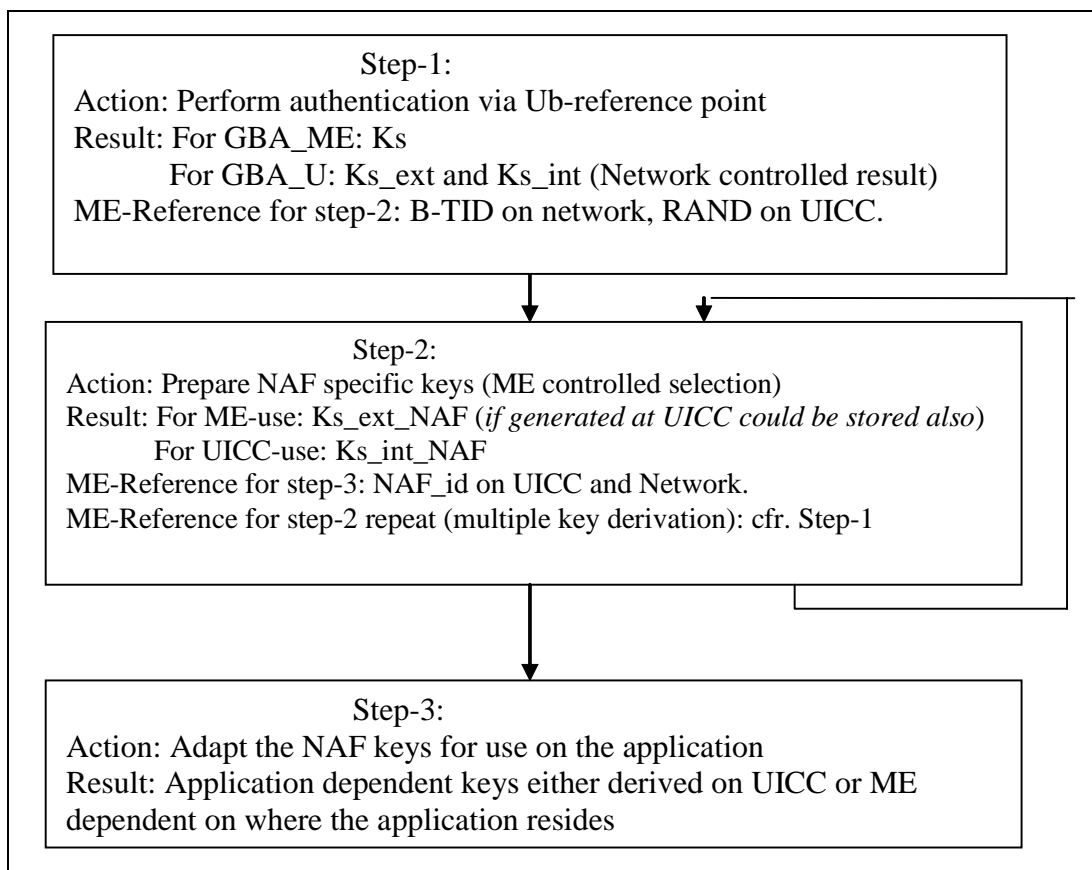 Step-1:
Action: Perform authentication via Ub-reference point
Result: For GBA_ME: Ks
For GBA_U: Ks_ext and Ks_int (Network controlled result)
ME-Reference for step-2: B-TID on network, RAND on UICC.
Step-2:
Action: Prepare NAF specific keys (ME controlled selection)
Result: For ME-use: Ks_ext_NAF (if generated at UICC could be stored also)
For UICC-use: Ks_int_NAF
ME-Reference for step-3: NAF_id on UICC and Network.
ME-Reference for step-2 repeat (multiple key derivation): cfr. Step-1
Step-3:
Action: Adapt the NAF keys for use on the application
Result: Application dependent keys either derived on UICC or ME
dependent on where the application resides